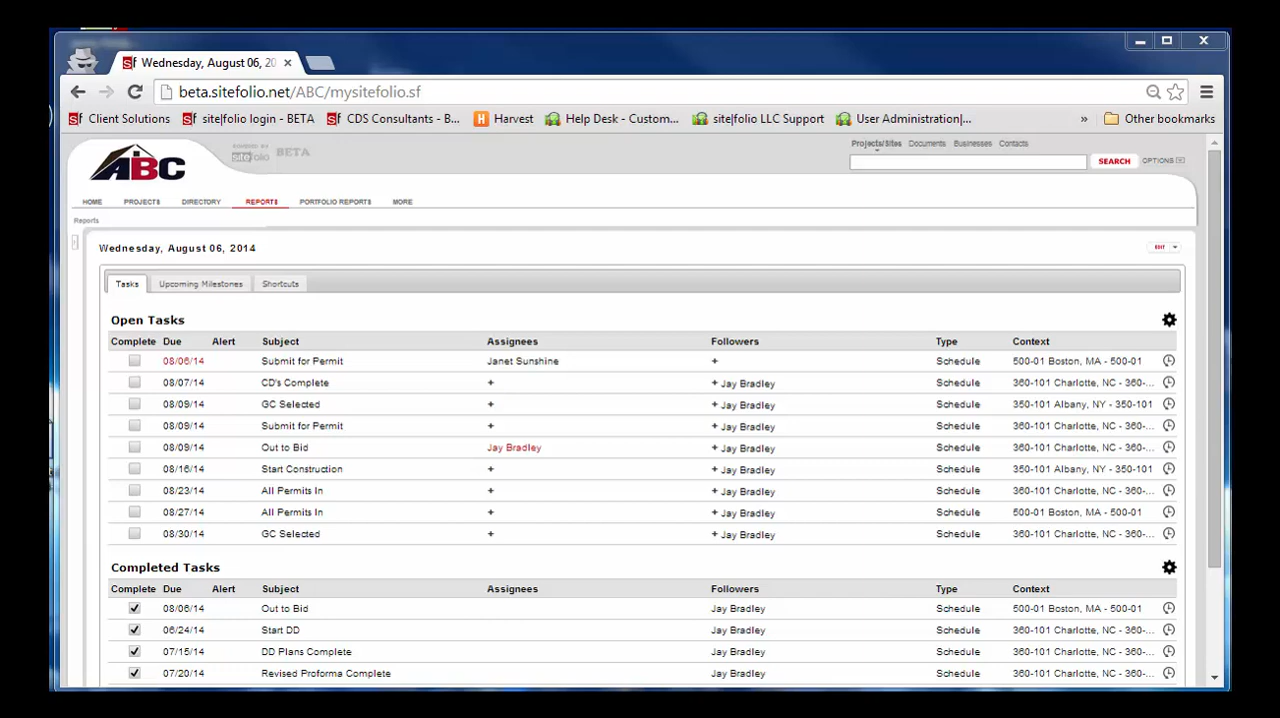 Wednesday, August 06, 20
beta.sitefolio.net/ABC/mysitefolio.sf
Client Solutions site|folio login - BETA CDS Consultants - B... Harvest Help Desk - Custom... site|folio LLC Support User Administration|... » Other bookmarks
ABC POWERED BY sitefolio BETA
Projects/Sites Documents Businesses Contacts
SEARCH OPTIONS
HOME PROJECTS DIRECTORY REPORTS PORTFOLIO REPORTS MORE
Reports
Wednesday, August 06, 2014 EDIT
Tasks Upcoming Milestones Shortcuts
Open Tasks
Complete Due Alert Subject Assignees Followers Type Context
08/06/14 Submit for Permit Janet Sunshine + Schedule 500-01 Boston, MA - 500-01
08/07/14 CD's Complete + + Jay Bradley Schedule 360-101 Charlotte, NC - 360-...
08/09/14 GC Selected + + Jay Bradley Schedule 350-101 Albany, NY - 350-101
08/09/14 Submit for Permit + + Jay Bradley Schedule 360-101 Charlotte, NC - 360-...
08/09/14 Out to Bid Jay Bradley + Jay Bradley Schedule 360-101 Charlotte, NC - 360-...
08/16/14 Start Construction + + Jay Bradley Schedule 350-101 Albany, NY - 350-101
08/23/14 All Permits In + + Jay Bradley Schedule 360-101 Charlotte, NC - 360-...
08/27/14 All Permits In + + Jay Bradley Schedule 500-01 Boston, MA - 500-01
08/30/14 GC Selected + + Jay Bradley Schedule 360-101 Charlotte, NC - 360-...
Completed Tasks
Complete Due Alert Subject Assignees Followers Type Context
08/06/14 Out to Bid Jay Bradley Schedule 500-01 Boston, MA - 500-01
06/24/14 Start DD Jay Bradley Schedule 360-101 Charlotte, NC - 360-...
07/15/14 DD Plans Complete Jay Bradley Schedule 360-101 Charlotte, NC - 360-...
07/20/14 Revised Proforma Complete Jay Bradley Schedule 360-101 Charlotte, NC - 360-...